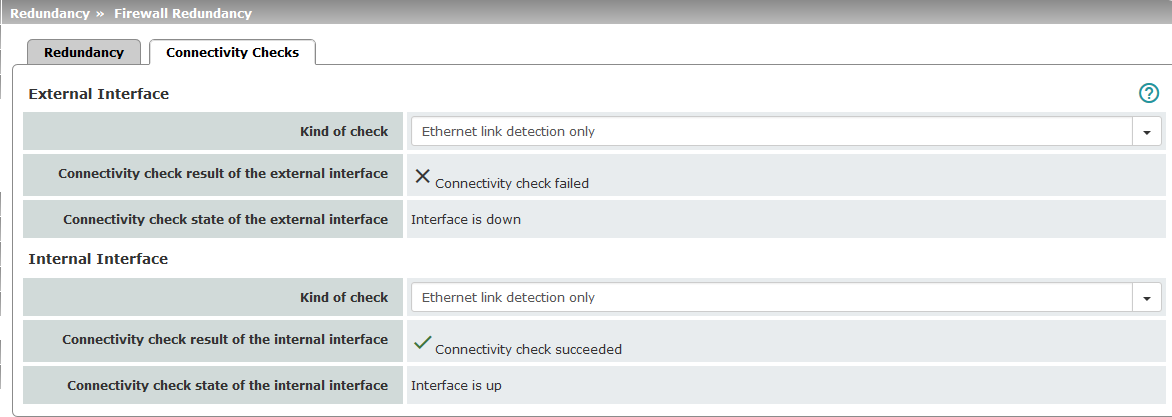 Redundancy » Firewall Redundancy
Redundancy
Connectivity Checks
External Interface
?
Kind of check
Ethernet link detection only
Connectivity check result of the external interface
Connectivity check failed
Connectivity check state of the external interface
Interface is down
Internal Interface
Kind of check
Ethernet link detection only
Connectivity check result of the internal interface
Connectivity check succeeded
Connectivity check state of the internal interface
Interface is up